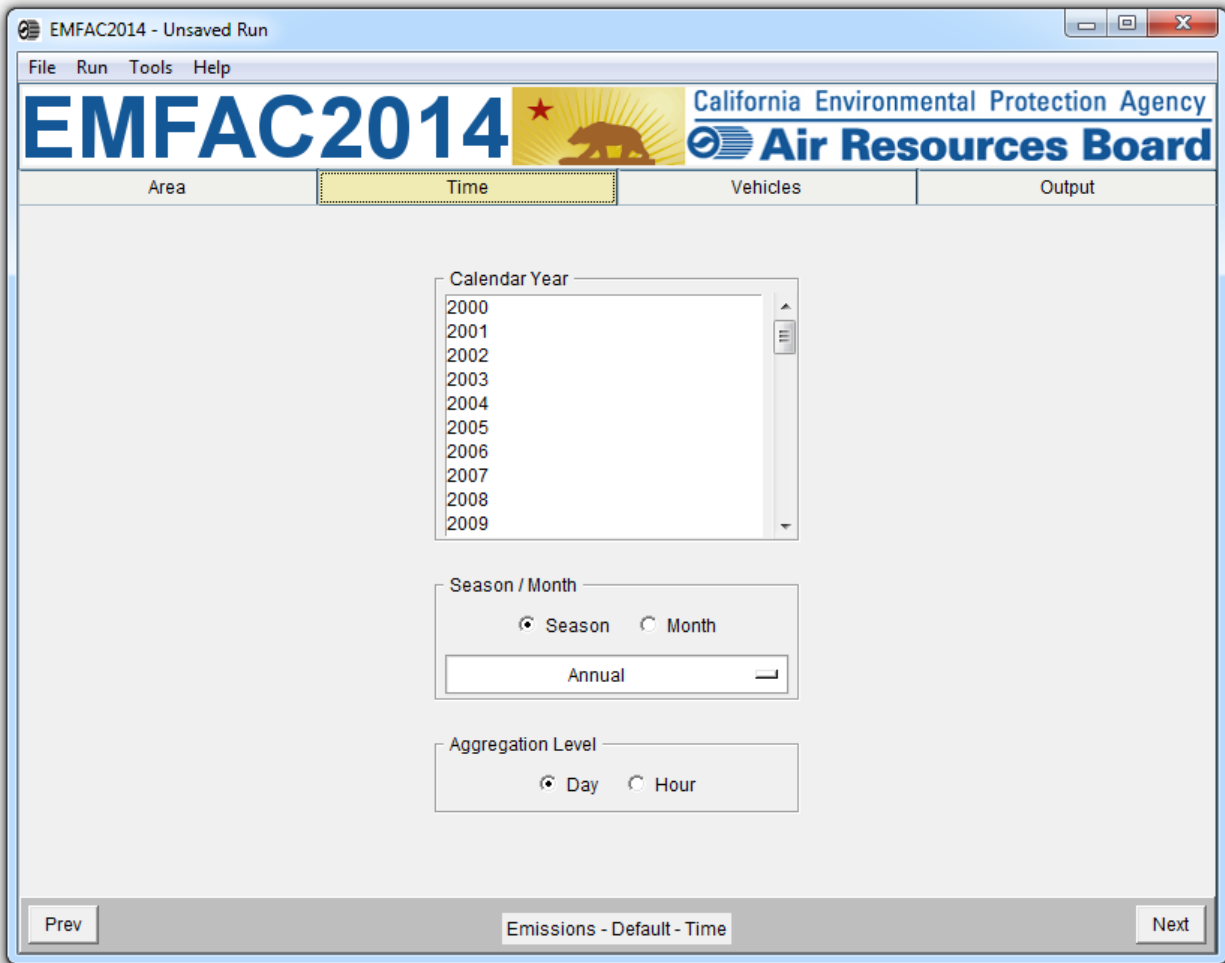 EMFAC2014 - Unsaved Run
File Run Tools Help
EMFAC2014
California Environmental Protection Agency
Air Resources Board
Area Time Vehicles Output
Calendar Year
2000
2001
2002
2003
2004
2005
2006
2007
2008
2009
Season / Month
Season Month
Annual
Aggregation Level
Day Hour
Prev Emissions - Default - Time Next